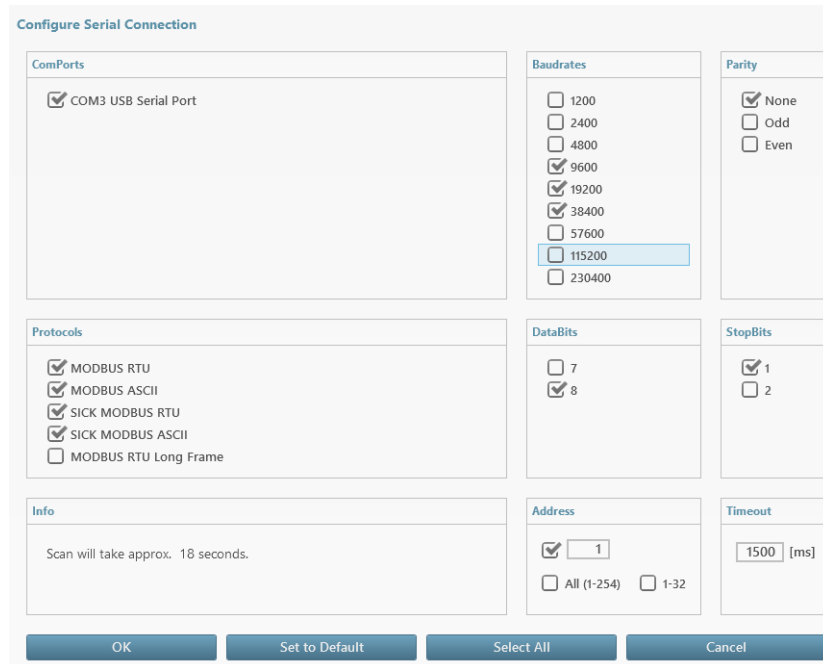 Configure Serial Connection
ComPorts
COM3 USB Serial Port
Baudrates
1200
2400
4800
9600
19200
38400
57600
115200
230400
Parity
None
Odd
Even
Protocols
MODBUS RTU
MODBUS ASCII
SICK MODBUS RTU
SICK MODBUS ASCII
MODBUS RTU Long Frame
DataBits
7
8
StopBits
1
2
Info
Scan will take approx. 18 seconds.
Address
1
All (1-254) 1-32
Timeout
1500 [ms]
OK Set to Default Select All Cancel